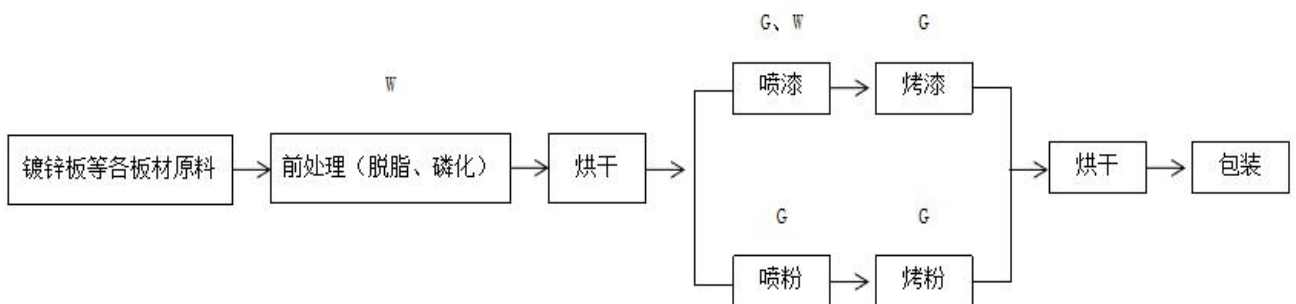 G、W G
W
喷漆 烤漆
镀锌板等各板材原料 前处理（脱脂、磷化） 烘干 烘干 包装
G G
喷粉 烤粉